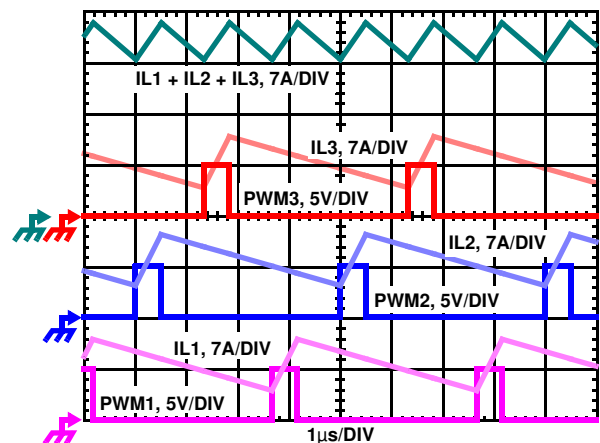 IL1 + IL2 + IL3, 7A/DIV
IL3, 7A/DIV
PWM3, 5V/DIV
IL2, 7A/DIV
PWM2, 5V/DIV
IL1, 7A/DIV
PWM1, 5V/DIV
1µs/DIV